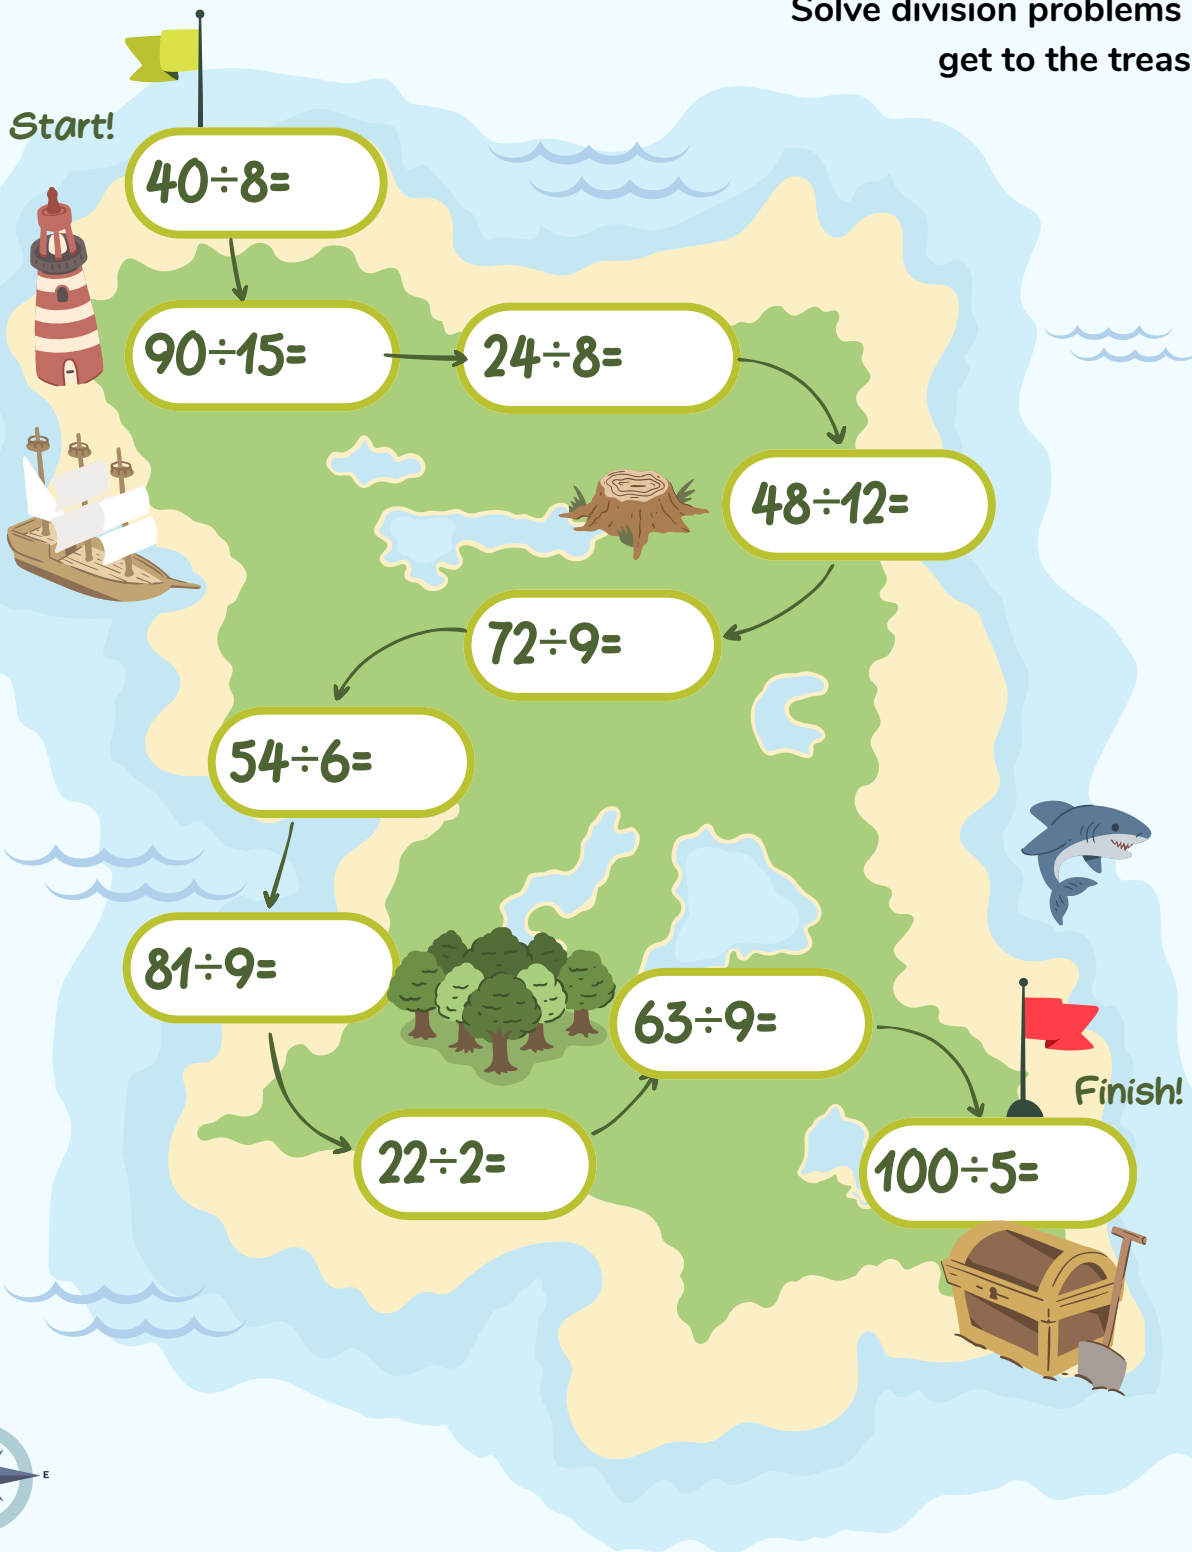 Solve division problems
get to the treas
Start!
40÷8=
90÷15=
24÷8=
48÷12=
72÷9=
54÷6=
81÷9=
63÷9=
Finish!
22÷2=
100÷5=
E